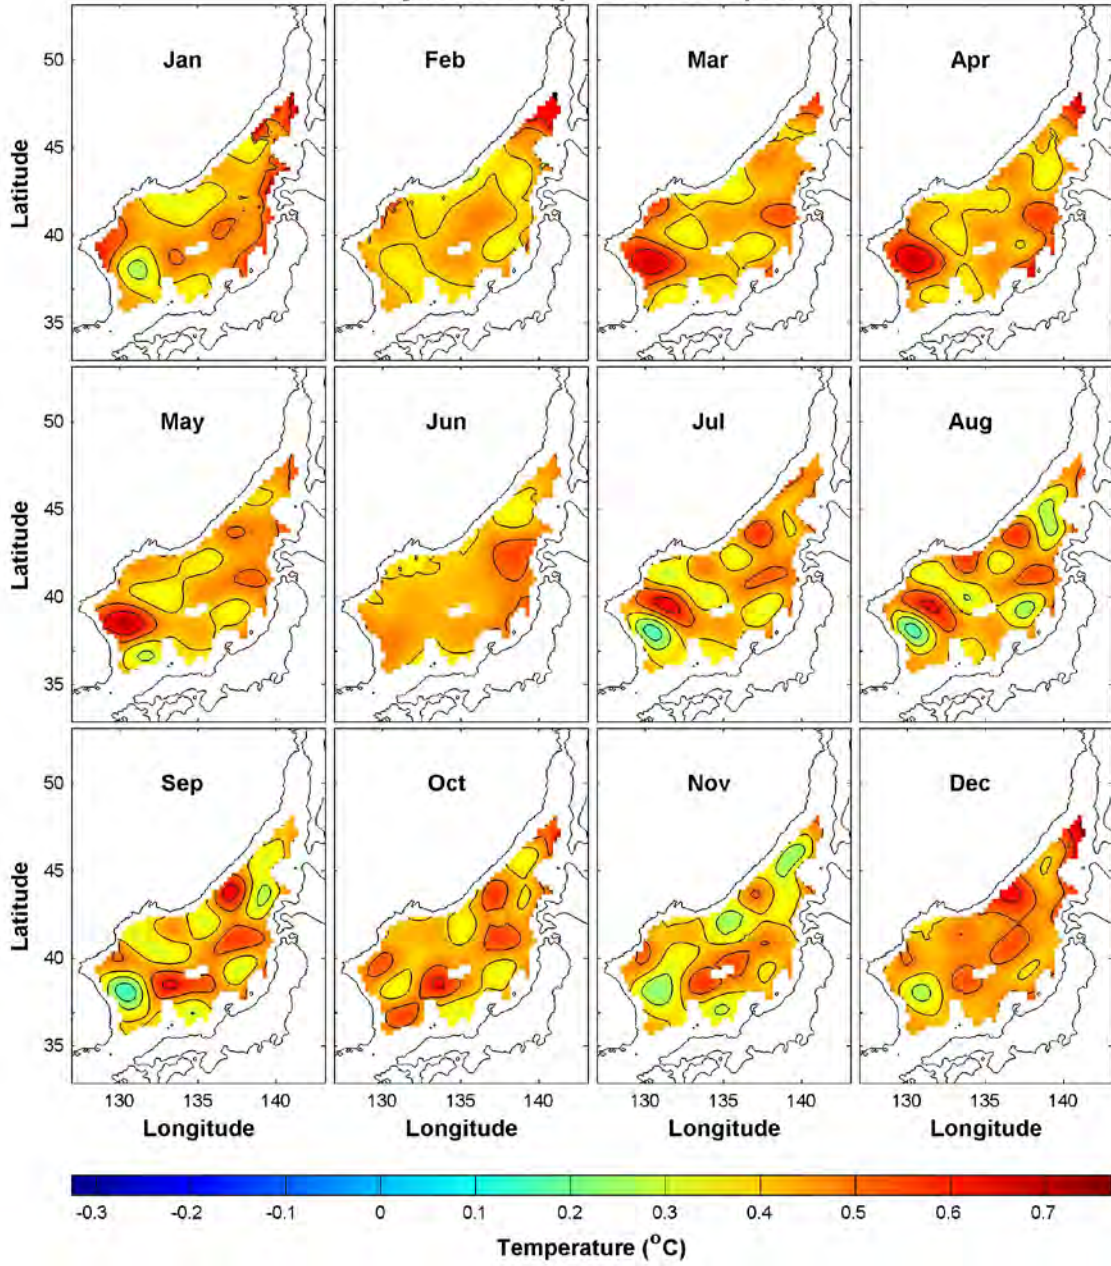 Jan Feb Mar Apr
50
45
40
35
Latitude
May Jun Jul Aug
50
45
40
35
Latitude
Sep Oct Nov Dec
50
45
40
35
Latitude
130 135 140 130 135 140 130 135 140 130 135 140
Longitude Longitude Longitude Longitude
-0.3 -0.2 -0.1 0 0.1 0.2 0.3 0.4 0.5 0.6 0.7
Temperature (°C)